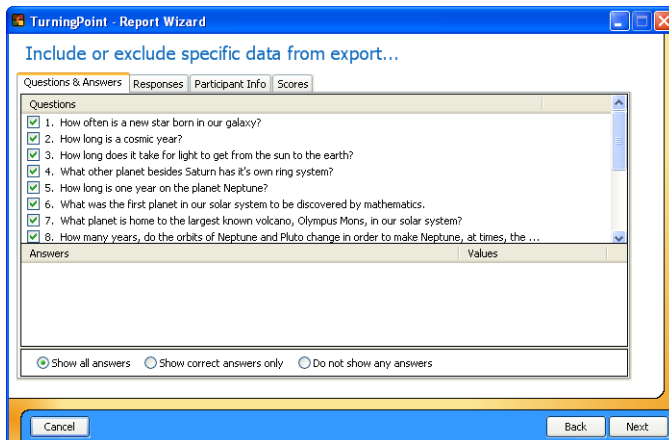 TurningPoint - Report Wizard
Include or exclude specific data from export...
Questions & Answers Responses Participant Info Scores
Questions
1. How often is a new star born in our galaxy?
2. How long is a cosmic year?
3. How long does it take for light to get from the sun to the earth?
4. What other planet besides Saturn has it's own ring system?
5. How long is one year on the planet Neptune?
6. What was the first planet in our solar system to be discovered by mathematics.
7. What planet is home to the largest known volcano, Olympus Mons, in our solar system?
8. How many years, do the orbits of Neptune and Pluto change in order to make Neptune, at times, the ...
Answers Values
Show all answers Show correct answers only Do not show any answers
Cancel Back Next